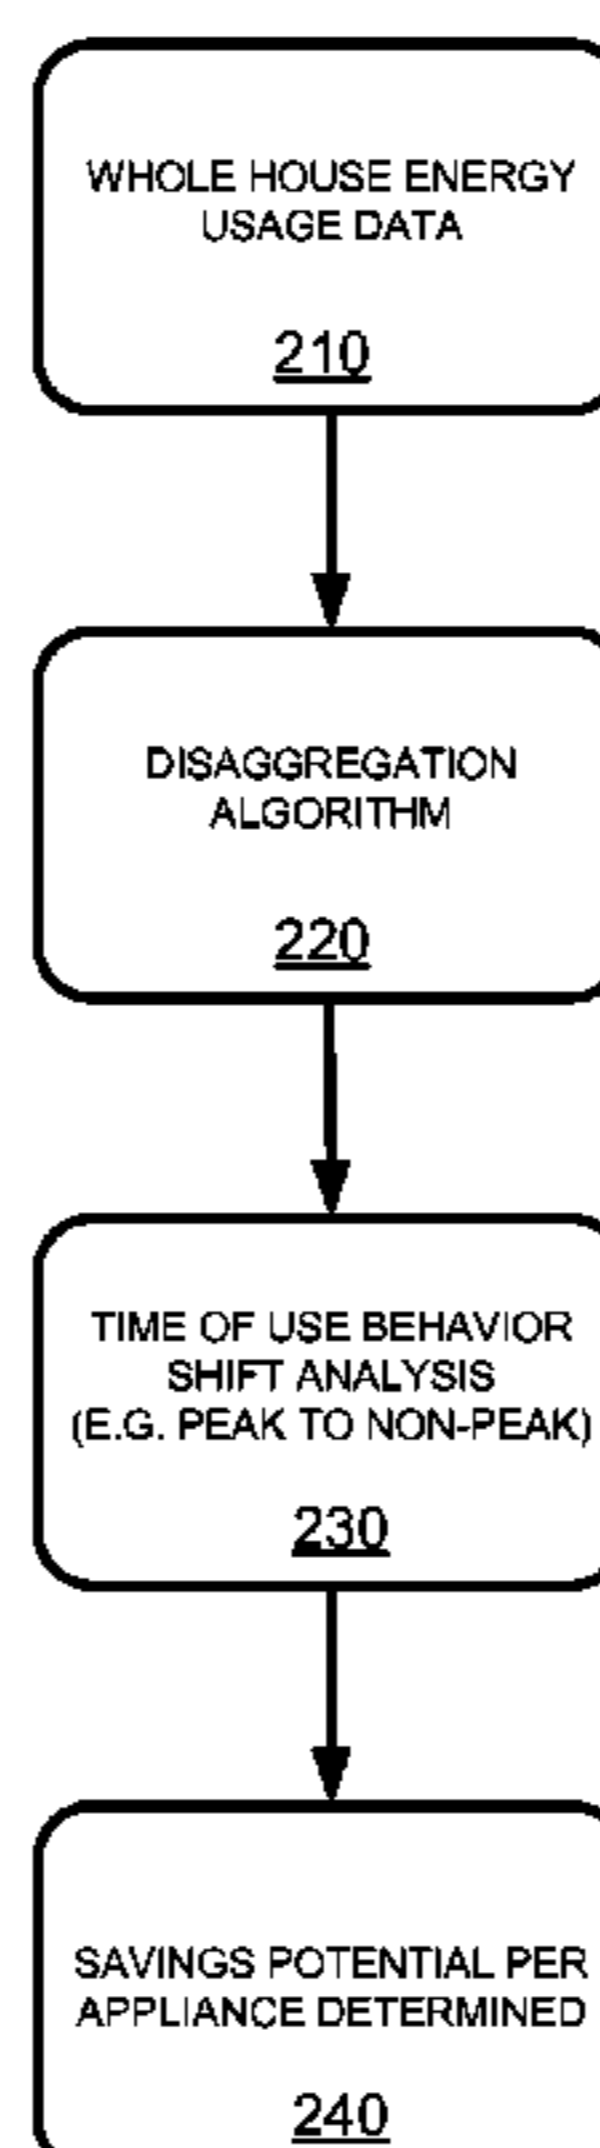 WHOLE HOUSE ENERGY
USAGE DATA
210
DISAGGREGATION
ALGORITHM
220
TIME OF USE BEHAVIOR
SHIFT ANALYSIS
(E.G. PEAK TO NON-PEAK)
230
SAVINGS POTENTIAL PER
APPLIANCE DETERMINED
240